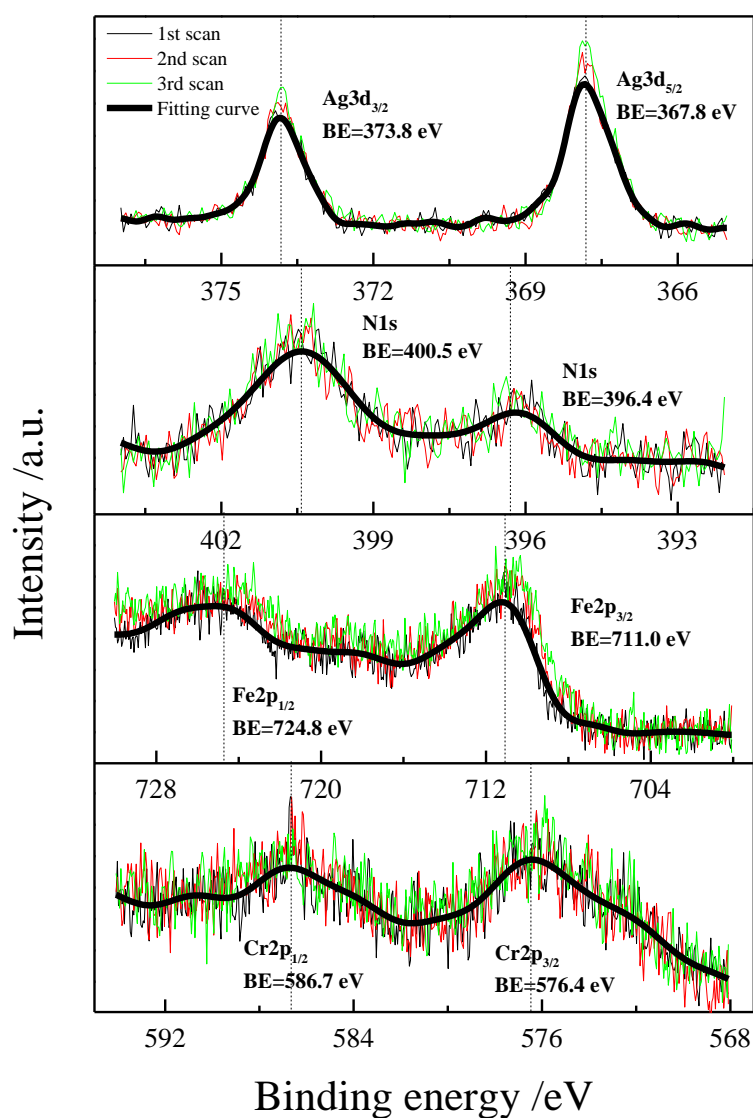 1st scan
2nd scan
3rd scan
Fitting curve
Ag3d3/2
BE=373.8 eV
Ag3d5/2
BE=367.8 eV
375 372 369 366
N1s
BE=400.5 eV
N1s
BE=396.4 eV
402 399 396 393
Fe2p3/2
BE=711.0 eV
Fe2p1/2
BE=724.8 eV
728 720 712 704
Cr2p1/2
BE=586.7 eV
Cr2p3/2
BE=576.4 eV
592 584 576 568
Intensity /a.u.
Binding energy /eV